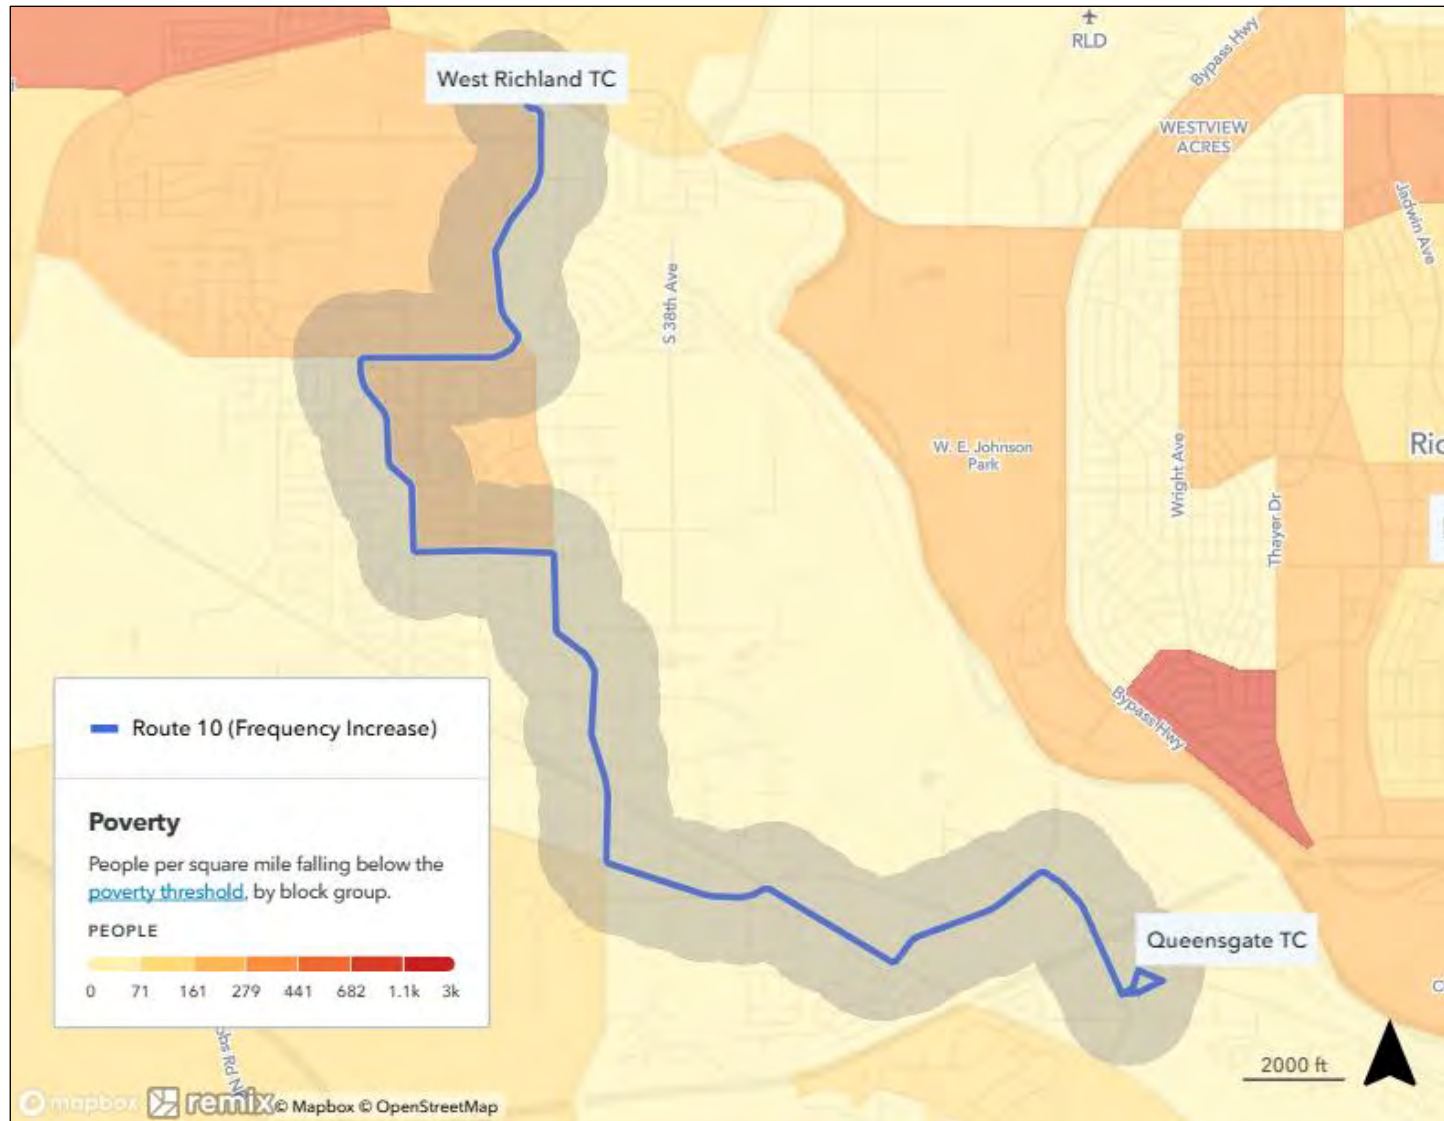 West Richland TC
RLD
Bypass Hwy
WESTVIEW
ACRES
Jadwin Ave
S 38th Ave
W. E. Johnson
Park
Wright Ave
Thayer Dr
Ric
Bypass Hwy
Queensgate TC
Route 10 (Frequency Increase)
Poverty
People per square mile falling below the
poverty threshold, by block group.
PEOPLE
0 71 161 279 441 682 1.1k 3k
obs Rd N
2000 ft
C
mapbox remix © Mapbox © OpenStreetMap